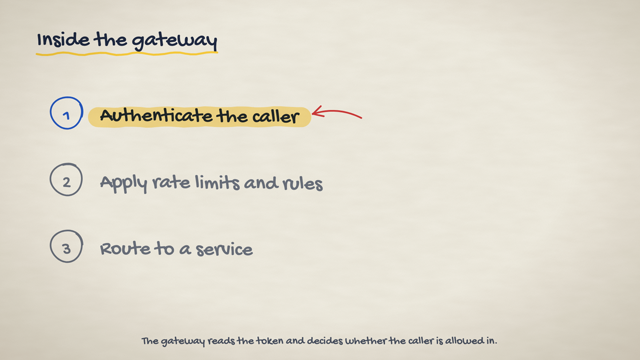 Inside the gateway
1 Authenticate the caller
2 Apply rate limits and rules
3 Route to a service
The gateway reads the token and decides whether the caller is allowed in.